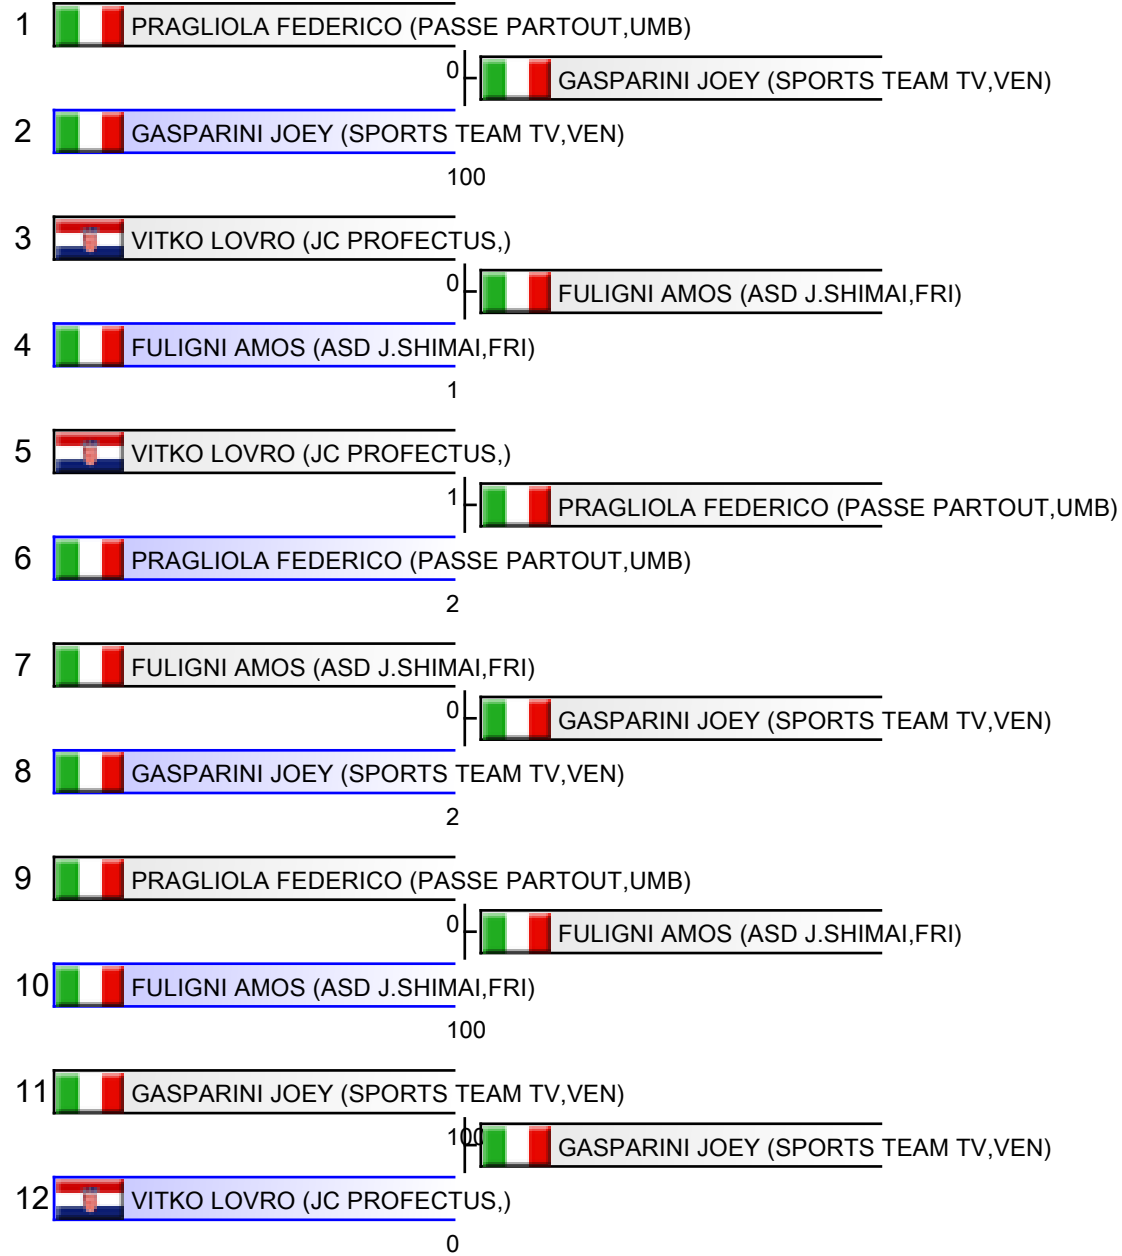 1 PRAGLIOLA FEDERICO (PASSE PARTOUT,UMB)
0 GASPARINI JOEY (SPORTS TEAM TV,VEN)
2 GASPARINI JOEY (SPORTS TEAM TV,VEN)
100
3 VITKO LOVRO (JC PROFECTUS,)
0 FULIGNI AMOS (ASD J.SHIMAI,FRI)
4 FULIGNI AMOS (ASD J.SHIMAI,FRI)
1
5 VITKO LOVRO (JC PROFECTUS,)
1 PRAGLIOLA FEDERICO (PASSE PARTOUT,UMB)
6 PRAGLIOLA FEDERICO (PASSE PARTOUT,UMB)
2
7 FULIGNI AMOS (ASD J.SHIMAI,FRI)
0 GASPARINI JOEY (SPORTS TEAM TV,VEN)
8 GASPARINI JOEY (SPORTS TEAM TV,VEN)
2
9 PRAGLIOLA FEDERICO (PASSE PARTOUT,UMB)
0 FULIGNI AMOS (ASD J.SHIMAI,FRI)
10 FULIGNI AMOS (ASD J.SHIMAI,FRI)
100
11 GASPARINI JOEY (SPORTS TEAM TV,VEN)
100 GASPARINI JOEY (SPORTS TEAM TV,VEN)
12 VITKO LOVRO (JC PROFECTUS,)
0